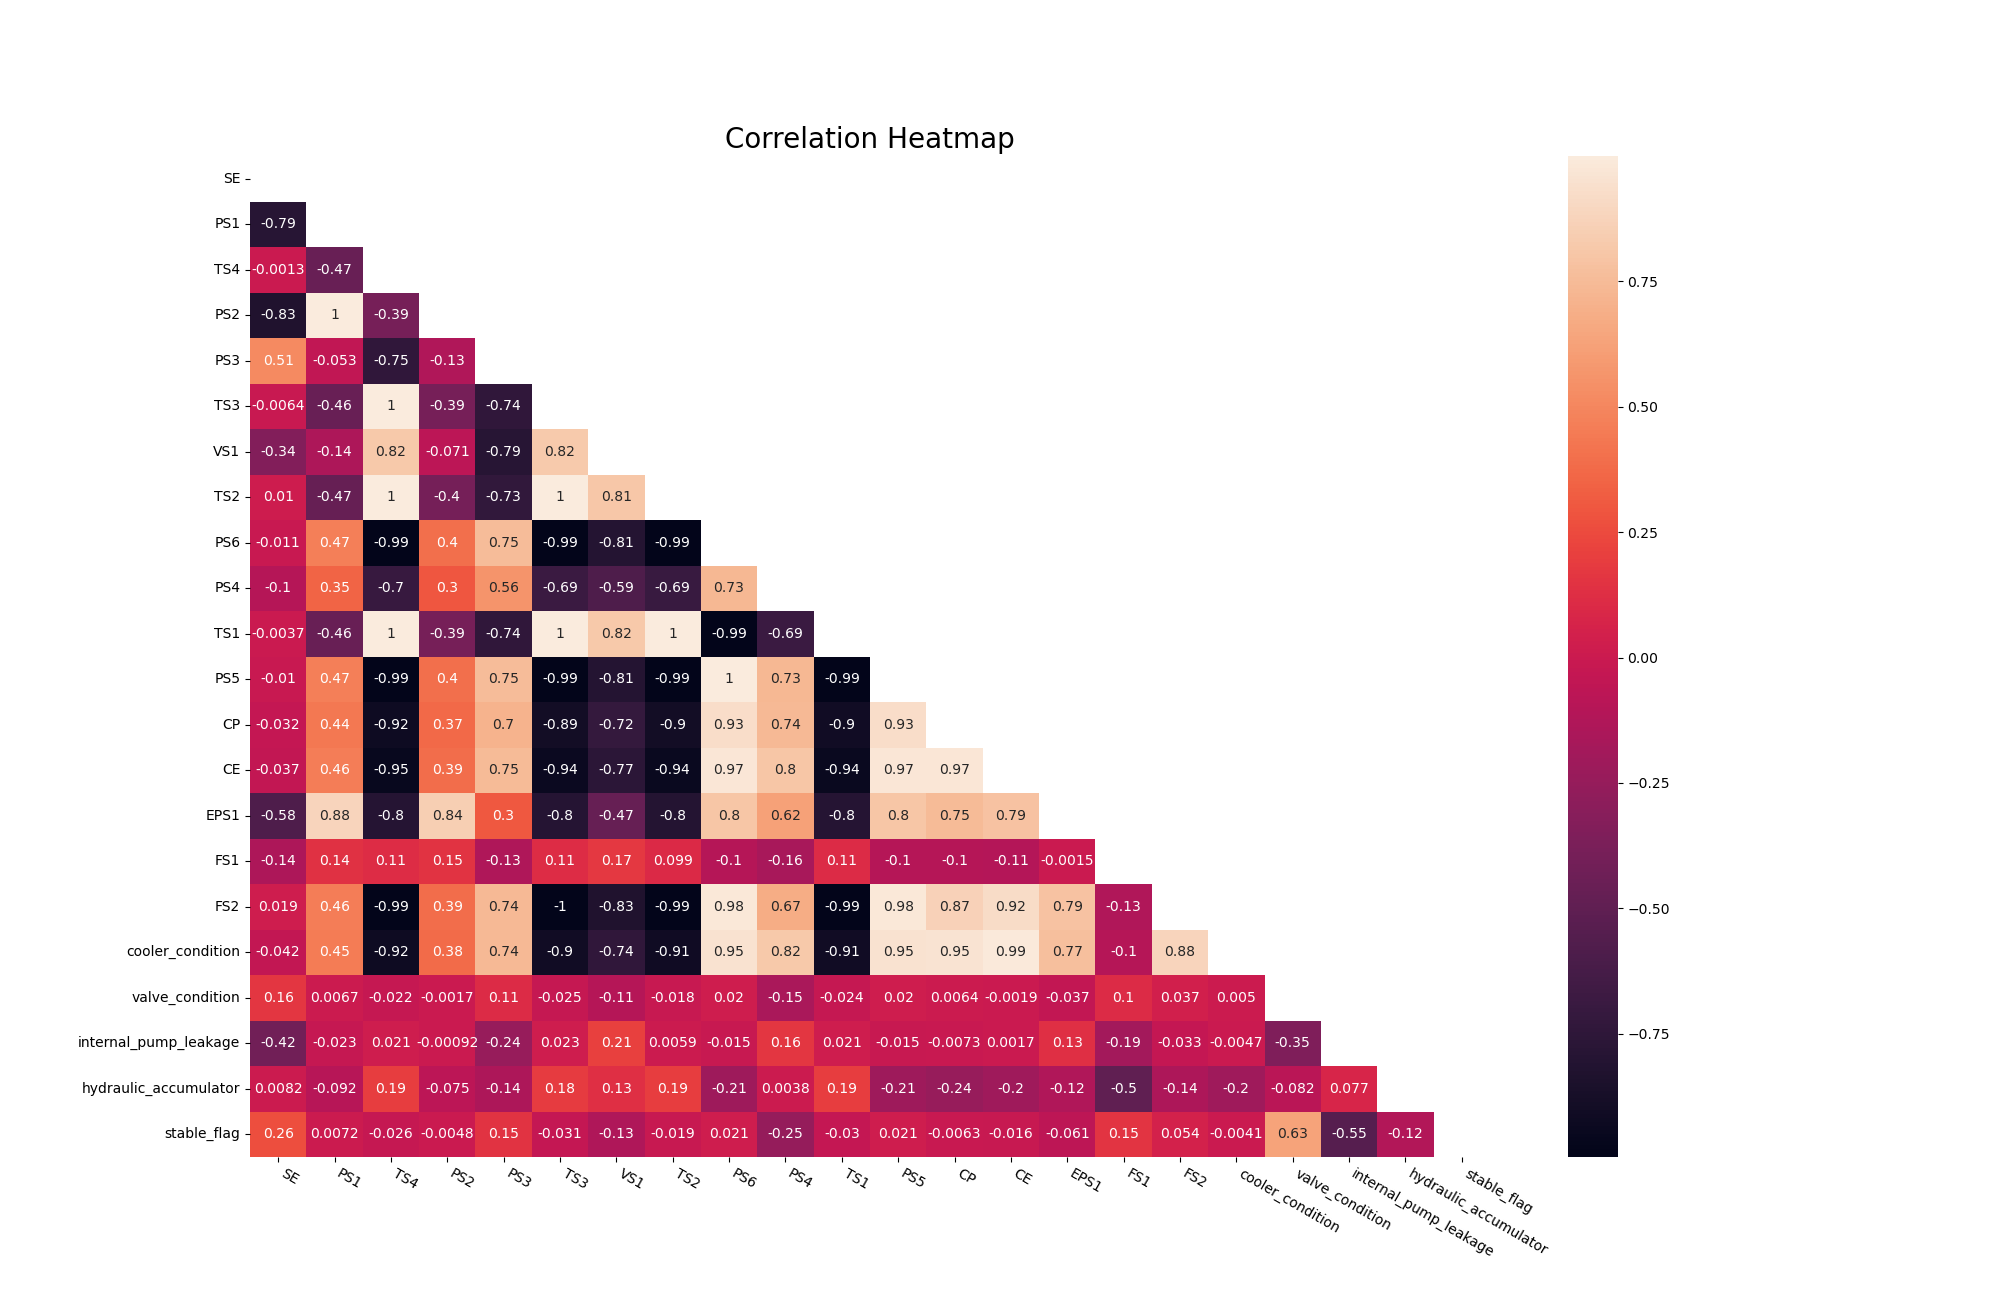 Correlation Heatmap
SE
PS1 -0.79
TS4 -0.0013 -0.47
PS2 -0.83 1 -0.39
PS3 0.51 -0.053 -0.75 -0.13
TS3 -0.0064 -0.46 1 -0.39 -0.74
VS1 -0.34 -0.14 0.82 -0.071 -0.79 0.82
TS2 0.01 -0.47 1 -0.4 -0.73 1 0.81
PS6 -0.011 0.47 -0.99 0.4 0.75 -0.99 -0.81 -0.99
PS4 -0.1 0.35 -0.7 0.3 0.56 -0.69 -0.59 -0.69 0.73
TS1 -0.0037 -0.46 1 -0.39 -0.74 1 0.82 1 -0.99 -0.69
PS5 -0.01 0.47 -0.99 0.4 0.75 -0.99 -0.81 -0.99 1 0.73 -0.99
CP -0.032 0.44 -0.92 0.37 0.7 -0.89 -0.72 -0.9 0.93 0.74 -0.9 0.93
CE -0.037 0.46 -0.95 0.39 0.75 -0.94 -0.77 -0.94 0.97 0.8 -0.94 0.97 0.97
EPS1 -0.58 0.88 -0.8 0.84 0.3 -0.8 -0.47 -0.8 0.8 0.62 -0.8 0.8 0.75 0.79
FS1 -0.14 0.14 0.11 0.15 -0.13 0.11 0.17 0.099 -0.1 -0.16 0.11 -0.1 -0.1 -0.11 -0.0015
FS2 0.019 0.46 -0.99 0.39 0.74 -1 -0.83 -0.99 0.98 0.67 -0.99 0.98 0.87 0.92 0.79 -0.13
cooler_condition -0.042 0.45 -0.92 0.38 0.74 -0.9 -0.74 -0.91 0.95 0.82 -0.91 0.95 0.95 0.99 0.77 -0.1 0.88
valve_condition 0.16 0.0067 -0.022 -0.0017 0.11 -0.025 -0.11 -0.018 0.02 -0.15 -0.024 0.02 0.0064 -0.0019 -0.037 0.1 0.037 0.005
internal_pump_leakage -0.42 -0.023 0.021 -0.00092 -0.24 0.023 0.21 0.0059 -0.015 0.16 0.021 -0.015 -0.0073 0.0017 0.13 -0.19 -0.033 -0.0047 -0.35
hydraulic_accumulator 0.0082 -0.092 0.19 -0.075 -0.14 0.18 0.13 0.19 -0.21 0.0038 0.19 -0.21 -0.24 -0.2 -0.12 -0.5 -0.14 -0.2 -0.082 0.077
stable_flag 0.26 0.0072 -0.026 -0.0048 0.15 -0.031 -0.13 -0.019 0.021 -0.25 -0.03 0.021 -0.0063 -0.016 -0.061 0.15 0.054 -0.0041 0.63 -0.55 -0.12
SE PS1 TS4 PS2 PS3 TS3 VS1 TS2 PS6 PS4 TS1 PS5 CP CE EPS1 FS1 FS2 cooler_condition valve_condition internal_pump_leakage hydraulic_accumulator stable_flag
0.75
0.50
0.25
0.00
−0.25
−0.50
−0.75